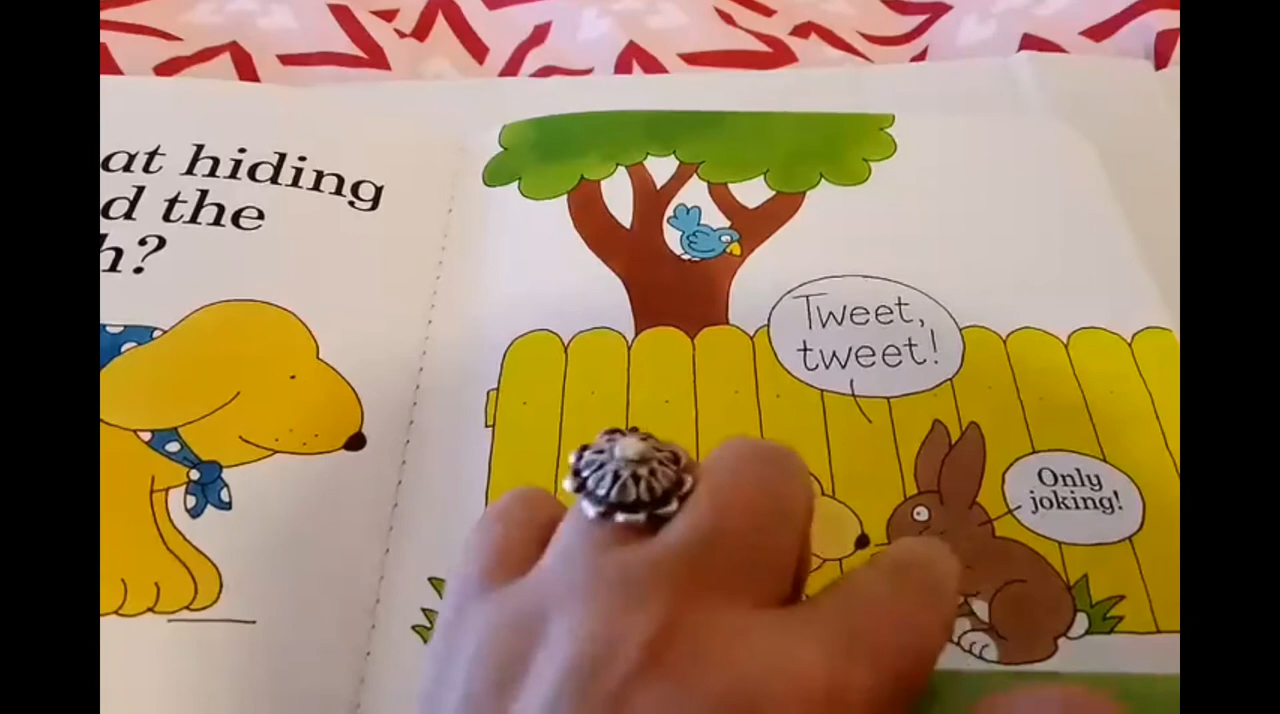 at hiding
d the
h?
Tweet,
tweet!
Only
joking!